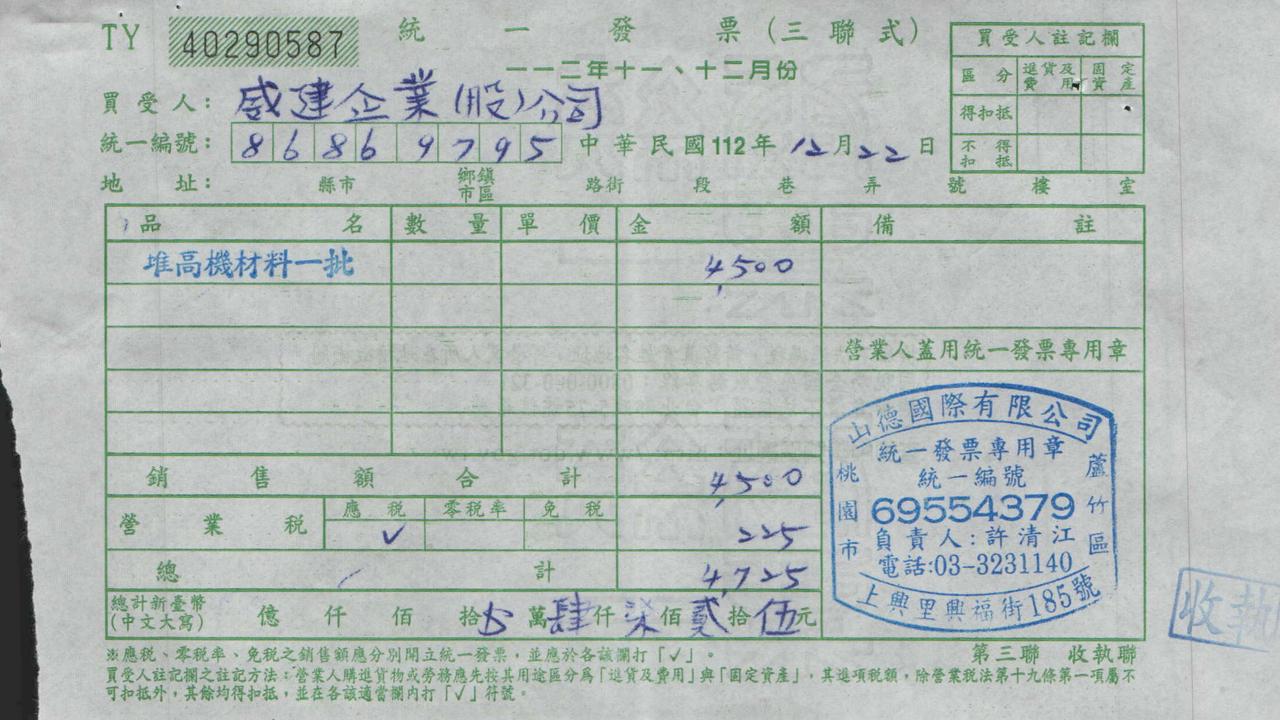 TY 40290587 統一發票(三聯式)
一一二年十一、十二月份
買受人註記欄
區分 進貨及費用 固定資產
得扣抵
不得扣抵
買受人: 威建企業(股)公司
統一編號: 86869795 中華民國112年12月22日
地址: 縣市 鄉鎮市區 路街 段 巷 弄 號 樓 室
品名 數量 單價 金額 備註
堆高機材料一批 4,500
營業人蓋用統一發票專用章
山德國際有限公司
統一發票專用章
統一編號
69554379
負責人:許清江
電話:03-3231140
桃園市
蘆竹區
上興里興福街185號
銷售額合計 4,500
營業稅 應稅 零稅率 免稅
✓ 225
總計 4,725
總計新臺幣(中文大寫) 億 仟 佰 拾 萬肆仟柒佰貳拾伍元
收執
※應稅、零稅率、免稅之銷售額應分別開立統一發票,並應於各該欄打「✓」。
第三聯 收執聯
買受人註記欄之註記方法:營業人購進貨物或勞務應先按其用途區分為「進貨及費用」與「固定資產」,其進項稅額,除營業稅法第十九條第一項屬不
可扣抵外,其餘均得扣抵,並在各該適當欄內打「✓」符號。